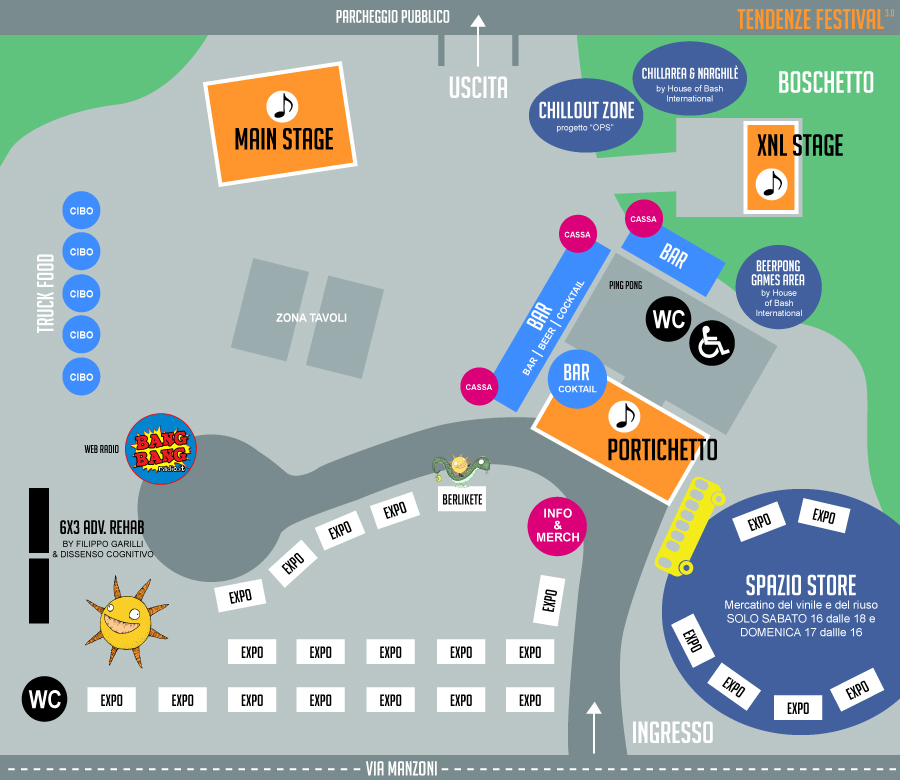 PARCHEGGIO PUBBLICO
TENDENZE FESTIVAL 3.0
USCITA
CHILLAREA & NARGHILÈ
by House of Bash
International
BOSCHETTO
CHILLOUT ZONE
progetto "OPS"
MAIN STAGE
XNL STAGE
TRUCK FOOD
CIBO
CIBO
CIBO
CIBO
CIBO
CASSA
CASSA
BAR
BEERPONG
GAMES AREA
by House
of Bash
International
PING PONG
WC
ZONA TAVOLI
BAR
BAR | BEER | COCKTAIL
CASSA
BAR
COKTAIL
PORTICHETTO
WEB RADIO
BANG
BANG
radio.it
BERLIKETE
6X3 ADV. REHAB
BY FILIPPO GARILLI
& DISSENSO COGNITIVO
INFO
&
MERCH
EXPO
EXPO
EXPO
EXPO
EXPO
EXPO
EXPO
SPAZIO STORE
Mercatino del vinile e del riuso
SOLO SABATO 16 dalle 18 e
DOMENICA 17 dallle 16
EXPO
EXPO
EXPO
EXPO
EXPO
EXPO
EXPO
EXPO
EXPO
WC
EXPO
EXPO
EXPO
EXPO
EXPO
EXPO
EXPO
INGRESSO
VIA MANZONI